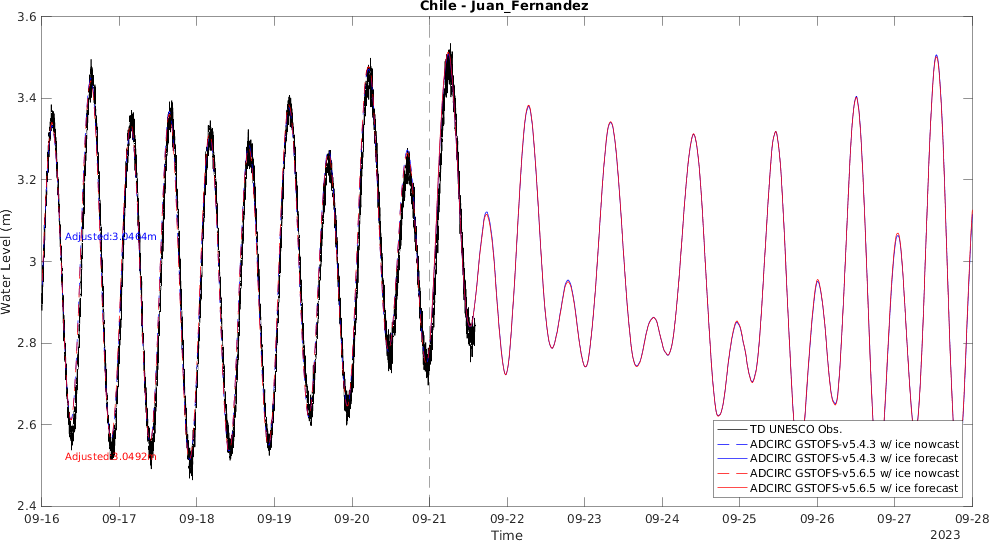 Chile - Juan_Fernandez
3.6
3.4
3.2
3
2.8
2.6
2.4
Water Level (m)
Adjusted:3.0464m
Adjusted:3.0492m
TD UNESCO Obs.
ADCIRC GSTOFS-v5.4.3 w/ ice nowcast
ADCIRC GSTOFS-v5.4.3 w/ ice forecast
ADCIRC GSTOFS-v5.6.5 w/ ice nowcast
ADCIRC GSTOFS-v5.6.5 w/ ice forecast
09-16 09-17 09-18 09-19 09-20 09-21 09-22 09-23 09-24 09-25 09-26 09-27 09-28
Time
2023